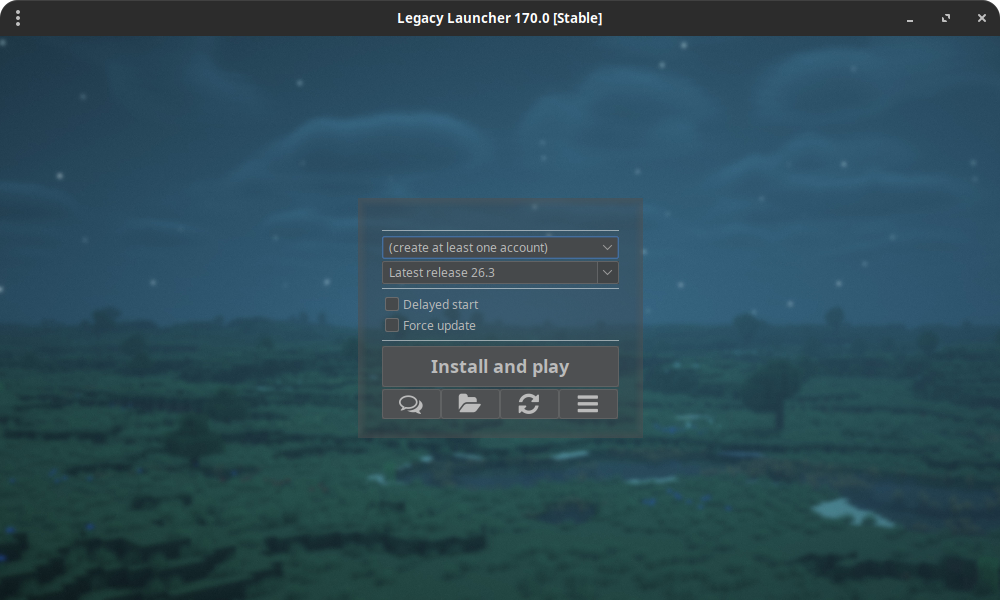 Legacy Launcher 170.0 [Stable]
(create at least one account)
Latest release 26.3
Delayed start
Force update
Install and play